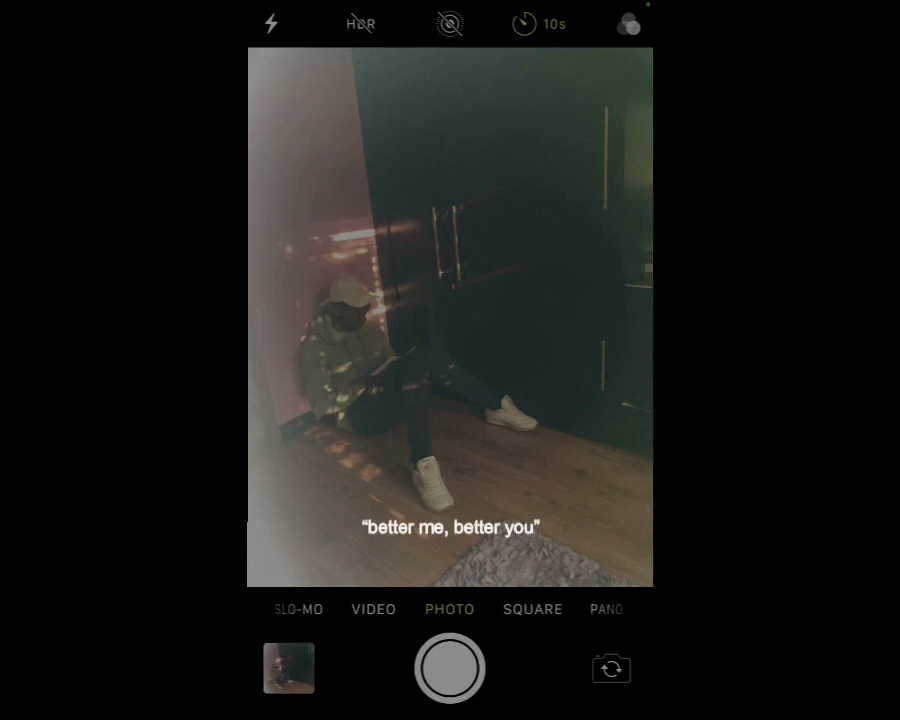 HDR
10s
“better me, better you”
SLO-MO VIDEO PHOTO SQUARE PANO